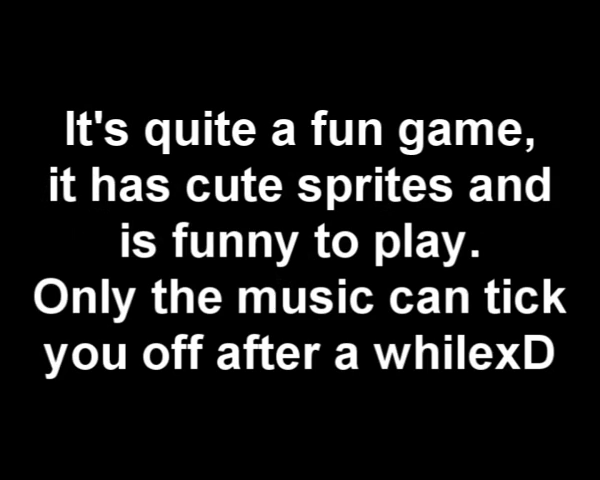 It's quite a fun game,
it has cute sprites and
is funny to play.
Only the music can tick
you off after a whilexD